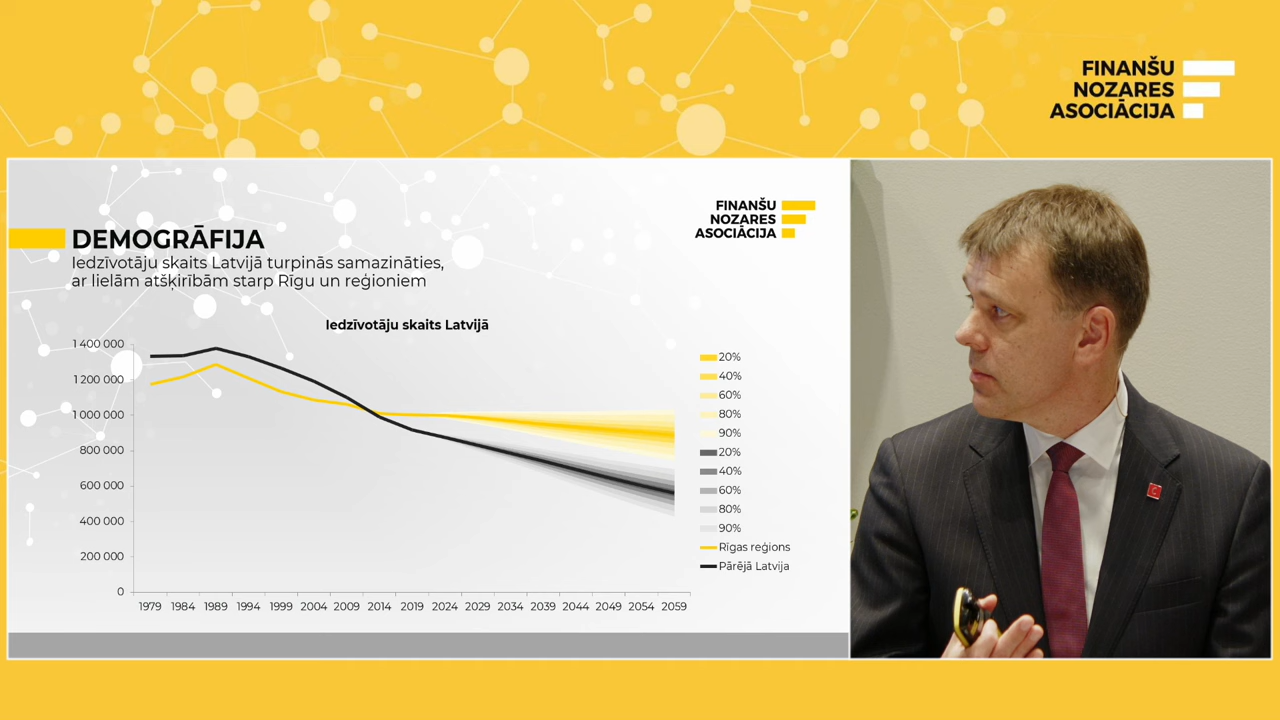 FINANŠU
NOZARES
ASOCIĀCIJA
FINANŠU
NOZARES
ASOCIĀCIJA
DEMOGRĀFIJA
Iedzīvotāju skaits Latvijā turpinās samazināties,
ar lielām atšķirībām starp Rīgu un reģioniem
Iedzīvotāju skaits Latvijā
1 400 000
1 200 000
1 000 000
800 000
600 000
400 000
200 000
0
1979 1984 1989 1994 1999 2004 2009 2014 2019 2024 2029 2034 2039 2044 2049 2054 2059
20%
40%
60%
80%
90%
20%
40%
60%
80%
90%
Rīgas reģions
Pārējā Latvija